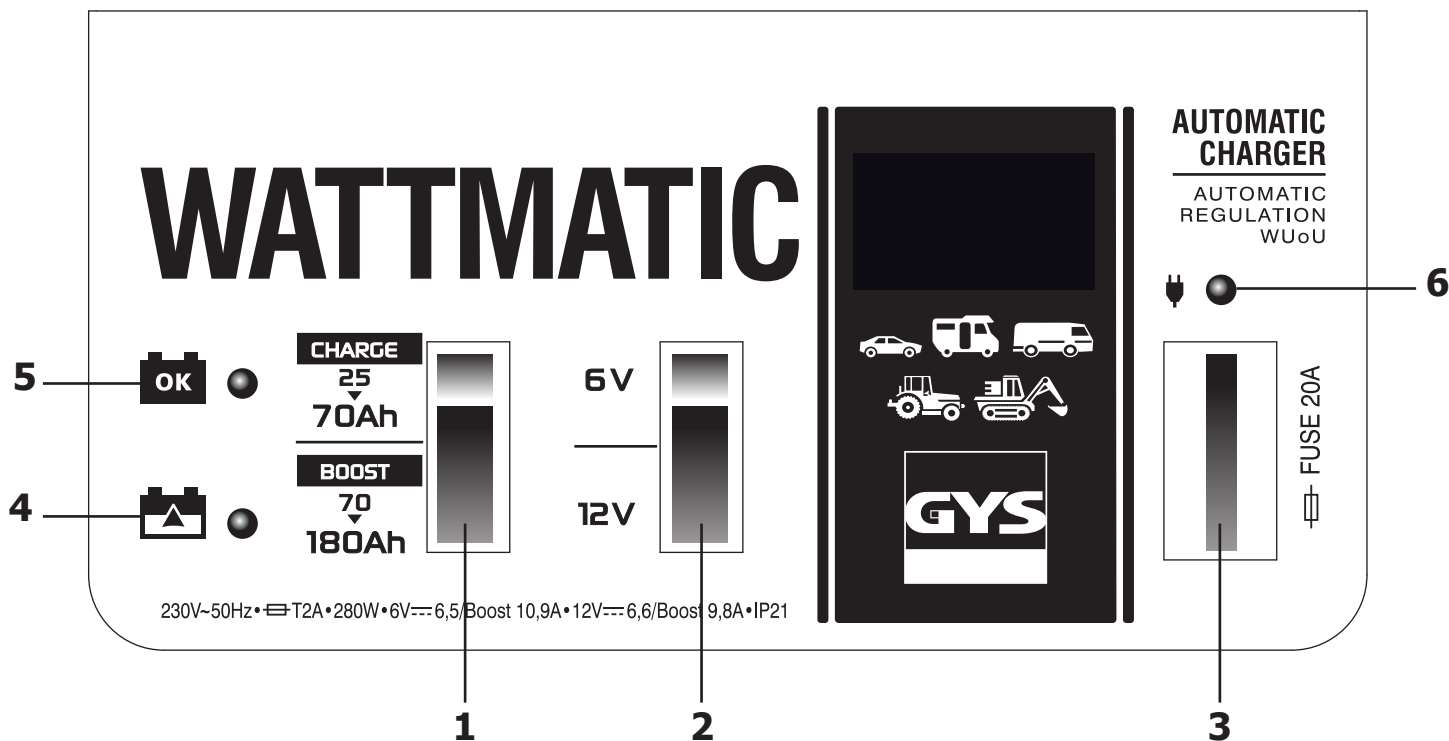 WATTMATIC
AUTOMATIC
CHARGER
AUTOMATIC
REGULATION
WUoU
6
5
OK
CHARGE
25
70Ah
BOOST
70
180Ah
4
6V
12V
GYS
FUSE 20A
230V~50Hz • T2A • 280W • 6V 6,5/Boost 10,9A • 12V 6,6/Boost 9,8A • IP21
1
2
3